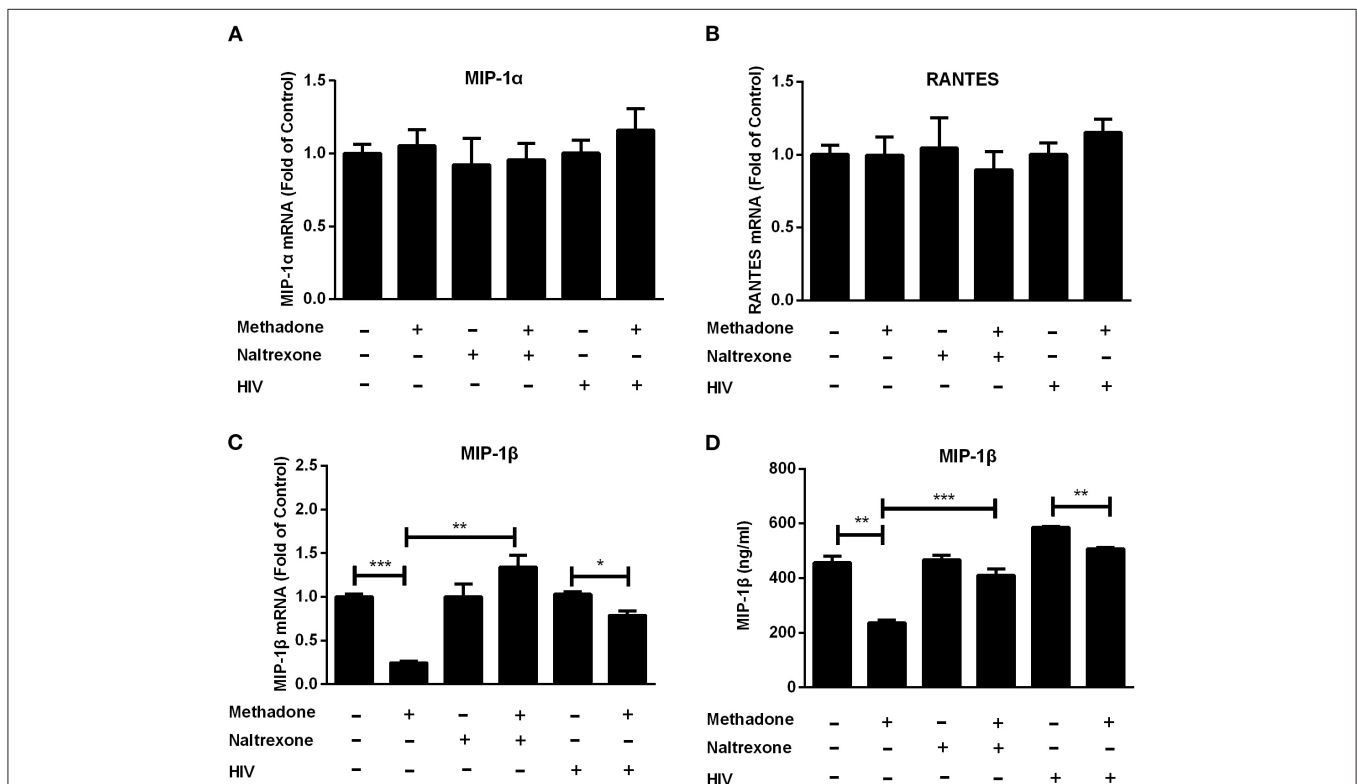 A
MIP-1α
MIP-1α mRNA (Fold of Control)
1.5
1.0
0.5
0.0
Methadone − + − + − +
Naltrexone − − + + − −
HIV − − − − + +
B
RANTES
RANTES mRNA (Fold of Control)
1.5
1.0
0.5
0.0
Methadone − + − + − +
Naltrexone − − + + − −
HIV − − − − + +
C
MIP-1β
MIP-1β mRNA (Fold of Control)
2.5
2.0
1.5
1.0
0.5
0.0
***
**
*
Methadone − + − + − +
Naltrexone − − + + − −
HIV − − − − + +
D
MIP-1β
MIP-1β (ng/ml)
800
600
400
200
0
**
***
**
Methadone − + − + − +
Naltrexone − − + + − −
HIV − − − − + +